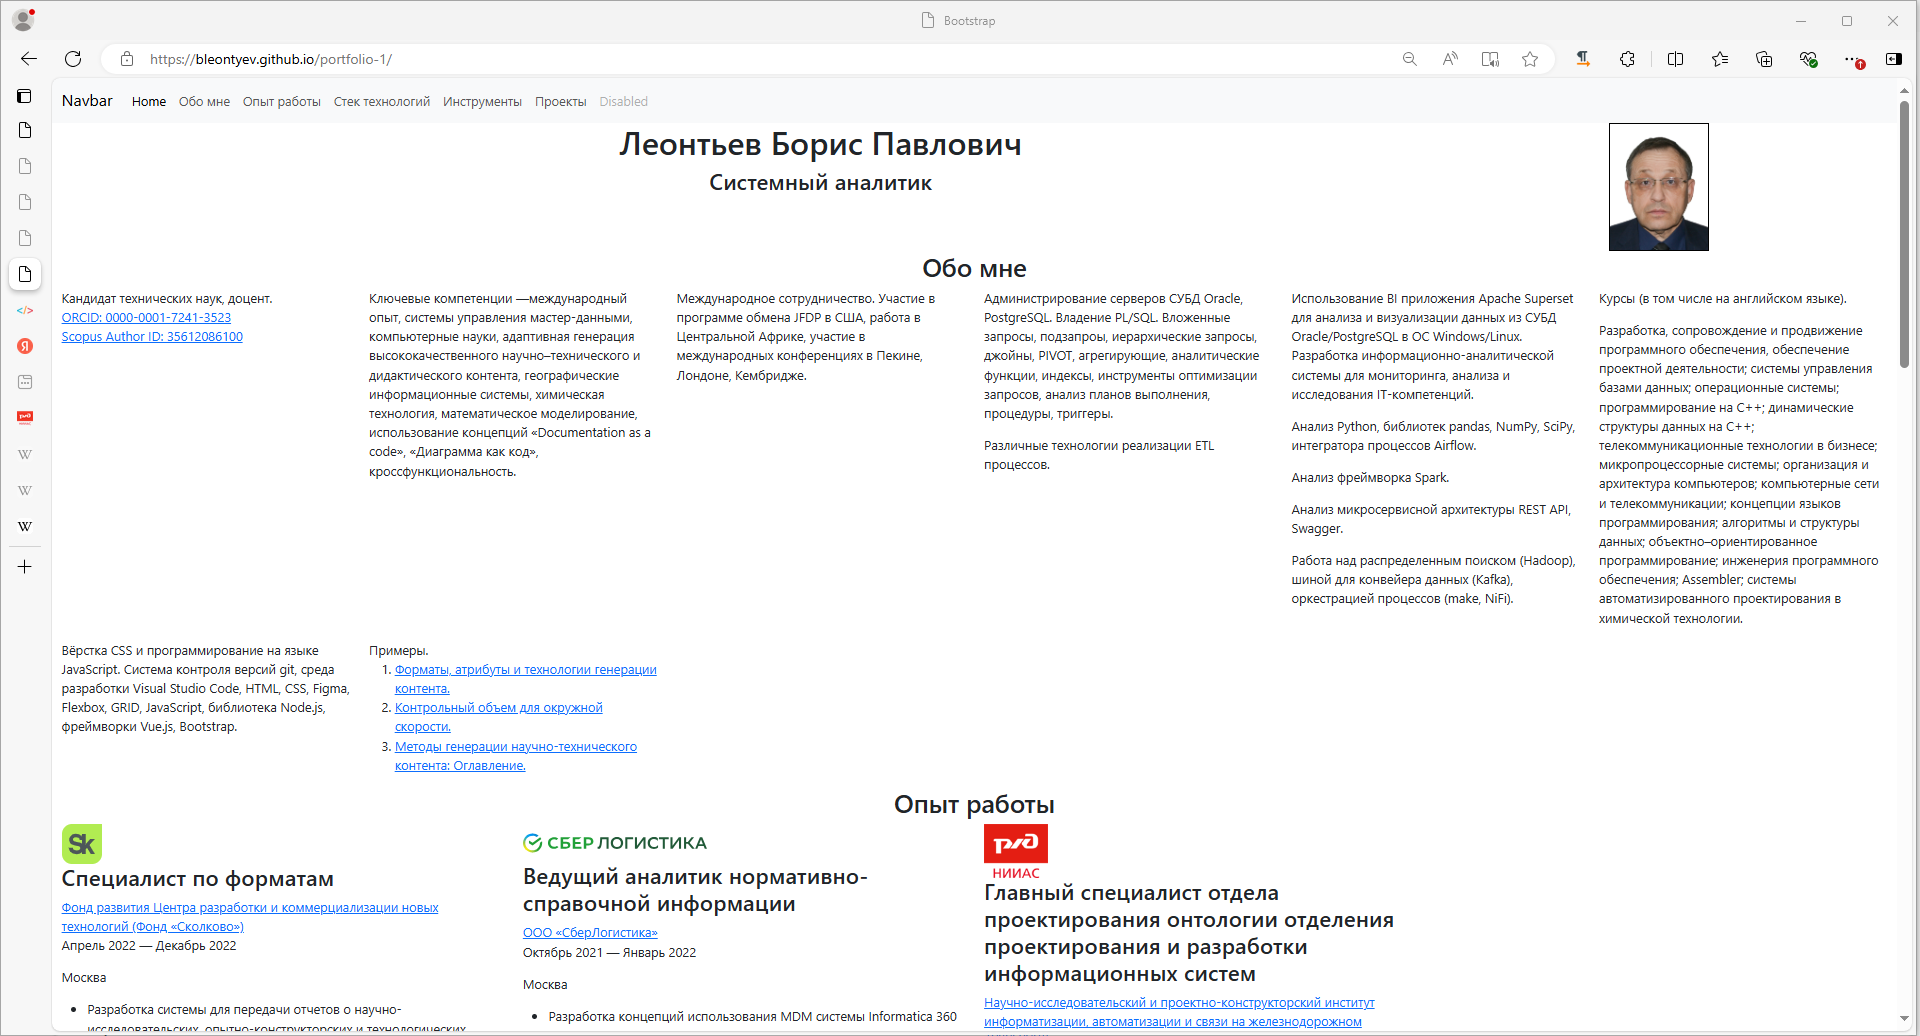 Bootstrap
https://bleontyev.github.io/portfolio-1/
Navbar Home Обо мне Опыт работы Стек технологий Инструменты Проекты Disabled
Леонтьев Борис Павлович
Системный аналитик
Обо мне
Кандидат технических наук, доцент.
ORCID: 0000-0001-7241-3523
Scopus Author ID: 35612086100
Ключевые компетенции —международный
опыт, системы управления мастер-данными,
компьютерные науки, адаптивная генерация
высококачественного научно–технического и
дидактического контента, географические
информационные системы, химическая
технология, математическое моделирование,
использование концепций «Documentation as a
code», «Диаграмма как код»,
кроссфункциональность.
Международное сотрудничество. Участие в
программе обмена JFDP в США, работа в
Центральной Африке, участие в
международных конференциях в Пекине,
Лондоне, Кембридже.
Администрирование серверов СУБД Oracle,
PostgreSQL. Владение PL/SQL. Вложенные
запросы, подзапроы, иерархические запросы,
джойны, PIVOT, агрегирующие, аналитические
функции, индексы, инструменты оптимизации
запросов, анализ планов выполнения,
процедуры, триггеры.
Различные технологии реализации ETL
процессов.
Использование BI приложения Apache Superset
для анализа и визуализации данных из СУБД
Oracle/PostgreSQL в ОС Windows/Linux.
Разработка информационно-аналитической
системы для мониторинга, анализа и
исследования IT-компетенций.
Анализ Python, библиотек pandas, NumPy, SciPy,
интегратора процессов Airflow.
Анализ фреймворка Spark.
Анализ микросервисной архитектуры REST API,
Swagger.
Работа над распределенным поиском (Hadoop),
шиной для конвейера данных (Kafka),
оркестрацией процессов (make, NiFi).
Курсы (в том числе на английском языке).
Разработка, сопровождение и продвижение
программного обеспечения, обеспечение
проектной деятельности; системы управления
базами данных; операционные системы;
программирование на C++; динамические
структуры данных на C++;
телекоммуникационные технологии в бизнесе;
микропроцессорные системы; организация и
архитектура компьютеров; компьютерные сети
и телекоммуникации; концепции языков
программирования; алгоритмы и структуры
данных; объектно–ориентированное
программирование; инженерия программного
обеспечения; Assembler; системы
автоматизированного проектирования в
химической технологии.
Вёрстка CSS и программирование на языке
JavaScript. Система контроля версий git, среда
разработки Visual Studio Code, HTML, CSS, Figma,
Flexbox, GRID, JavaScript, библиотека Node.js,
фреймворки Vue.js, Bootstrap.
Примеры.
1. Форматы, атрибуты и технологии генерации
контента.
2. Контрольный объем для окружной
скорости.
3. Методы генерации научно-технического
контента: Оглавление.
Опыт работы
Sk
Специалист по форматам
Фонд развития Центра разработки и коммерциализации новых
технологий (Фонд «Сколково»)
Апрель 2022 — Декабрь 2022
Москва
• Разработка системы для передачи отчетов о научно-
исследовательских, опытно-конструкторских и технологических
СБЕР ЛОГИСТИКА
Ведущий аналитик нормативно-
справочной информации
ООО «СберЛогистика»
Октябрь 2021 — Январь 2022
Москва
• Разработка концепций использования MDM системы Informatica 360
ржд
НИИАС
Главный специалист отдела
проектирования онтологии отделения
проектирования и разработки
информационных систем
Научно-исследовательский и проектно-конструкторский институт
информатизации, автоматизации и связи на железнодорожном